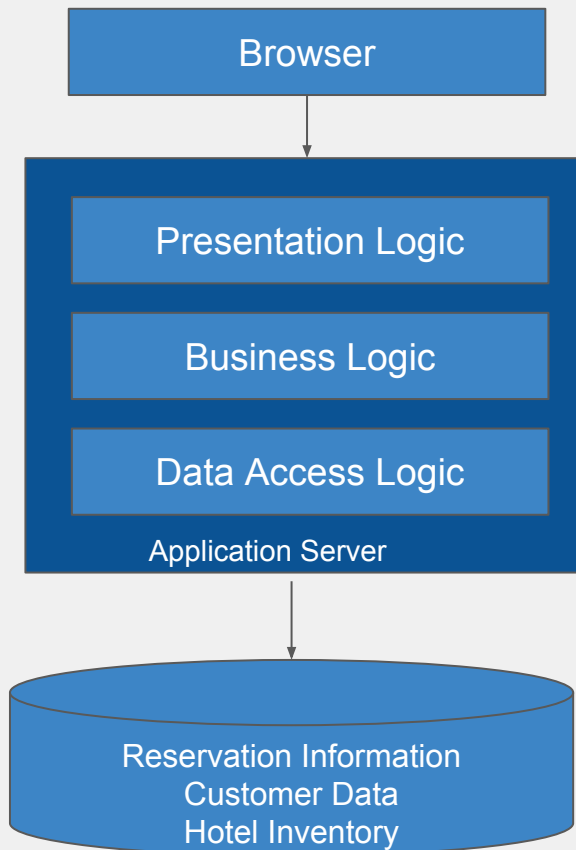 Browser
Presentation Logic
Business Logic
Data Access Logic
Application Server
Reservation Information
Customer Data
Hotel Inventory